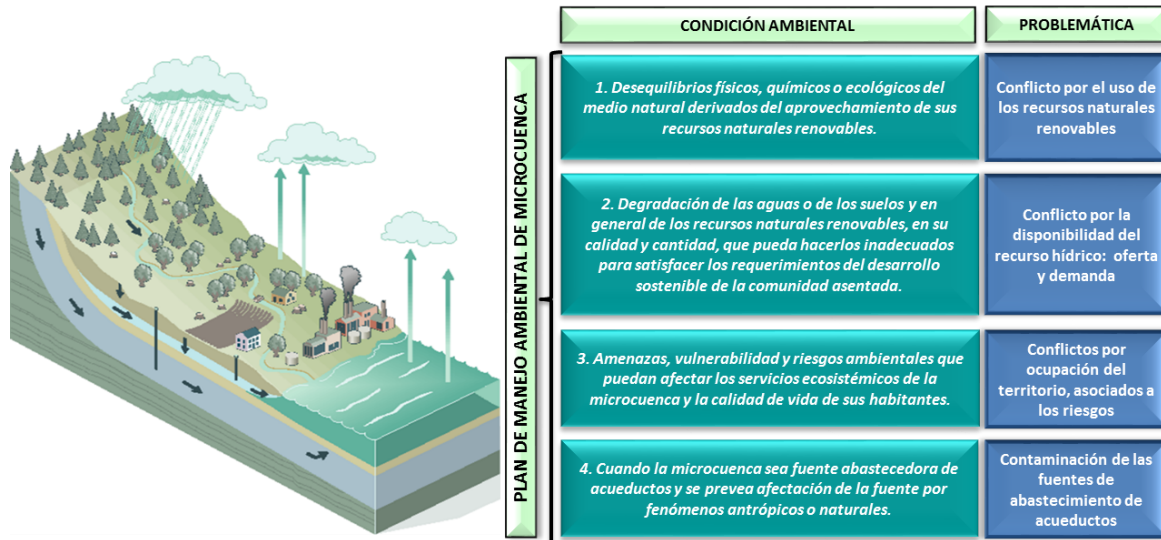 CONDICIÓN AMBIENTAL
PROBLEMÁTICA
PLAN DE MANEJO AMBIENTAL DE MICROCUENCA
1. Desequilibrios físicos, químicos o ecológicos del
medio natural derivados del aprovechamiento de sus
recursos naturales renovables.
Conflicto por el uso de
los recursos naturales
renovables
2. Degradación de las aguas o de los suelos y en
general de los recursos naturales renovables, en su
calidad y cantidad, que pueda hacerlos inadecuados
para satisfacer los requerimientos del desarrollo
sostenible de la comunidad asentada.
Conflicto por la
disponibilidad del
recurso hídrico: oferta
y demanda
3. Amenazas, vulnerabilidad y riesgos ambientales que
puedan afectar los servicios ecosistémicos de la
microcuenca y la calidad de vida de sus habitantes.
Conflictos por
ocupación del
territorio, asociados a
los riesgos
4. Cuando la microcuenca sea fuente abastecedora de
acueductos y se prevea afectación de la fuente por
fenómenos antrópicos o naturales.
Contaminación de las
fuentes de
abastecimiento de
acueductos